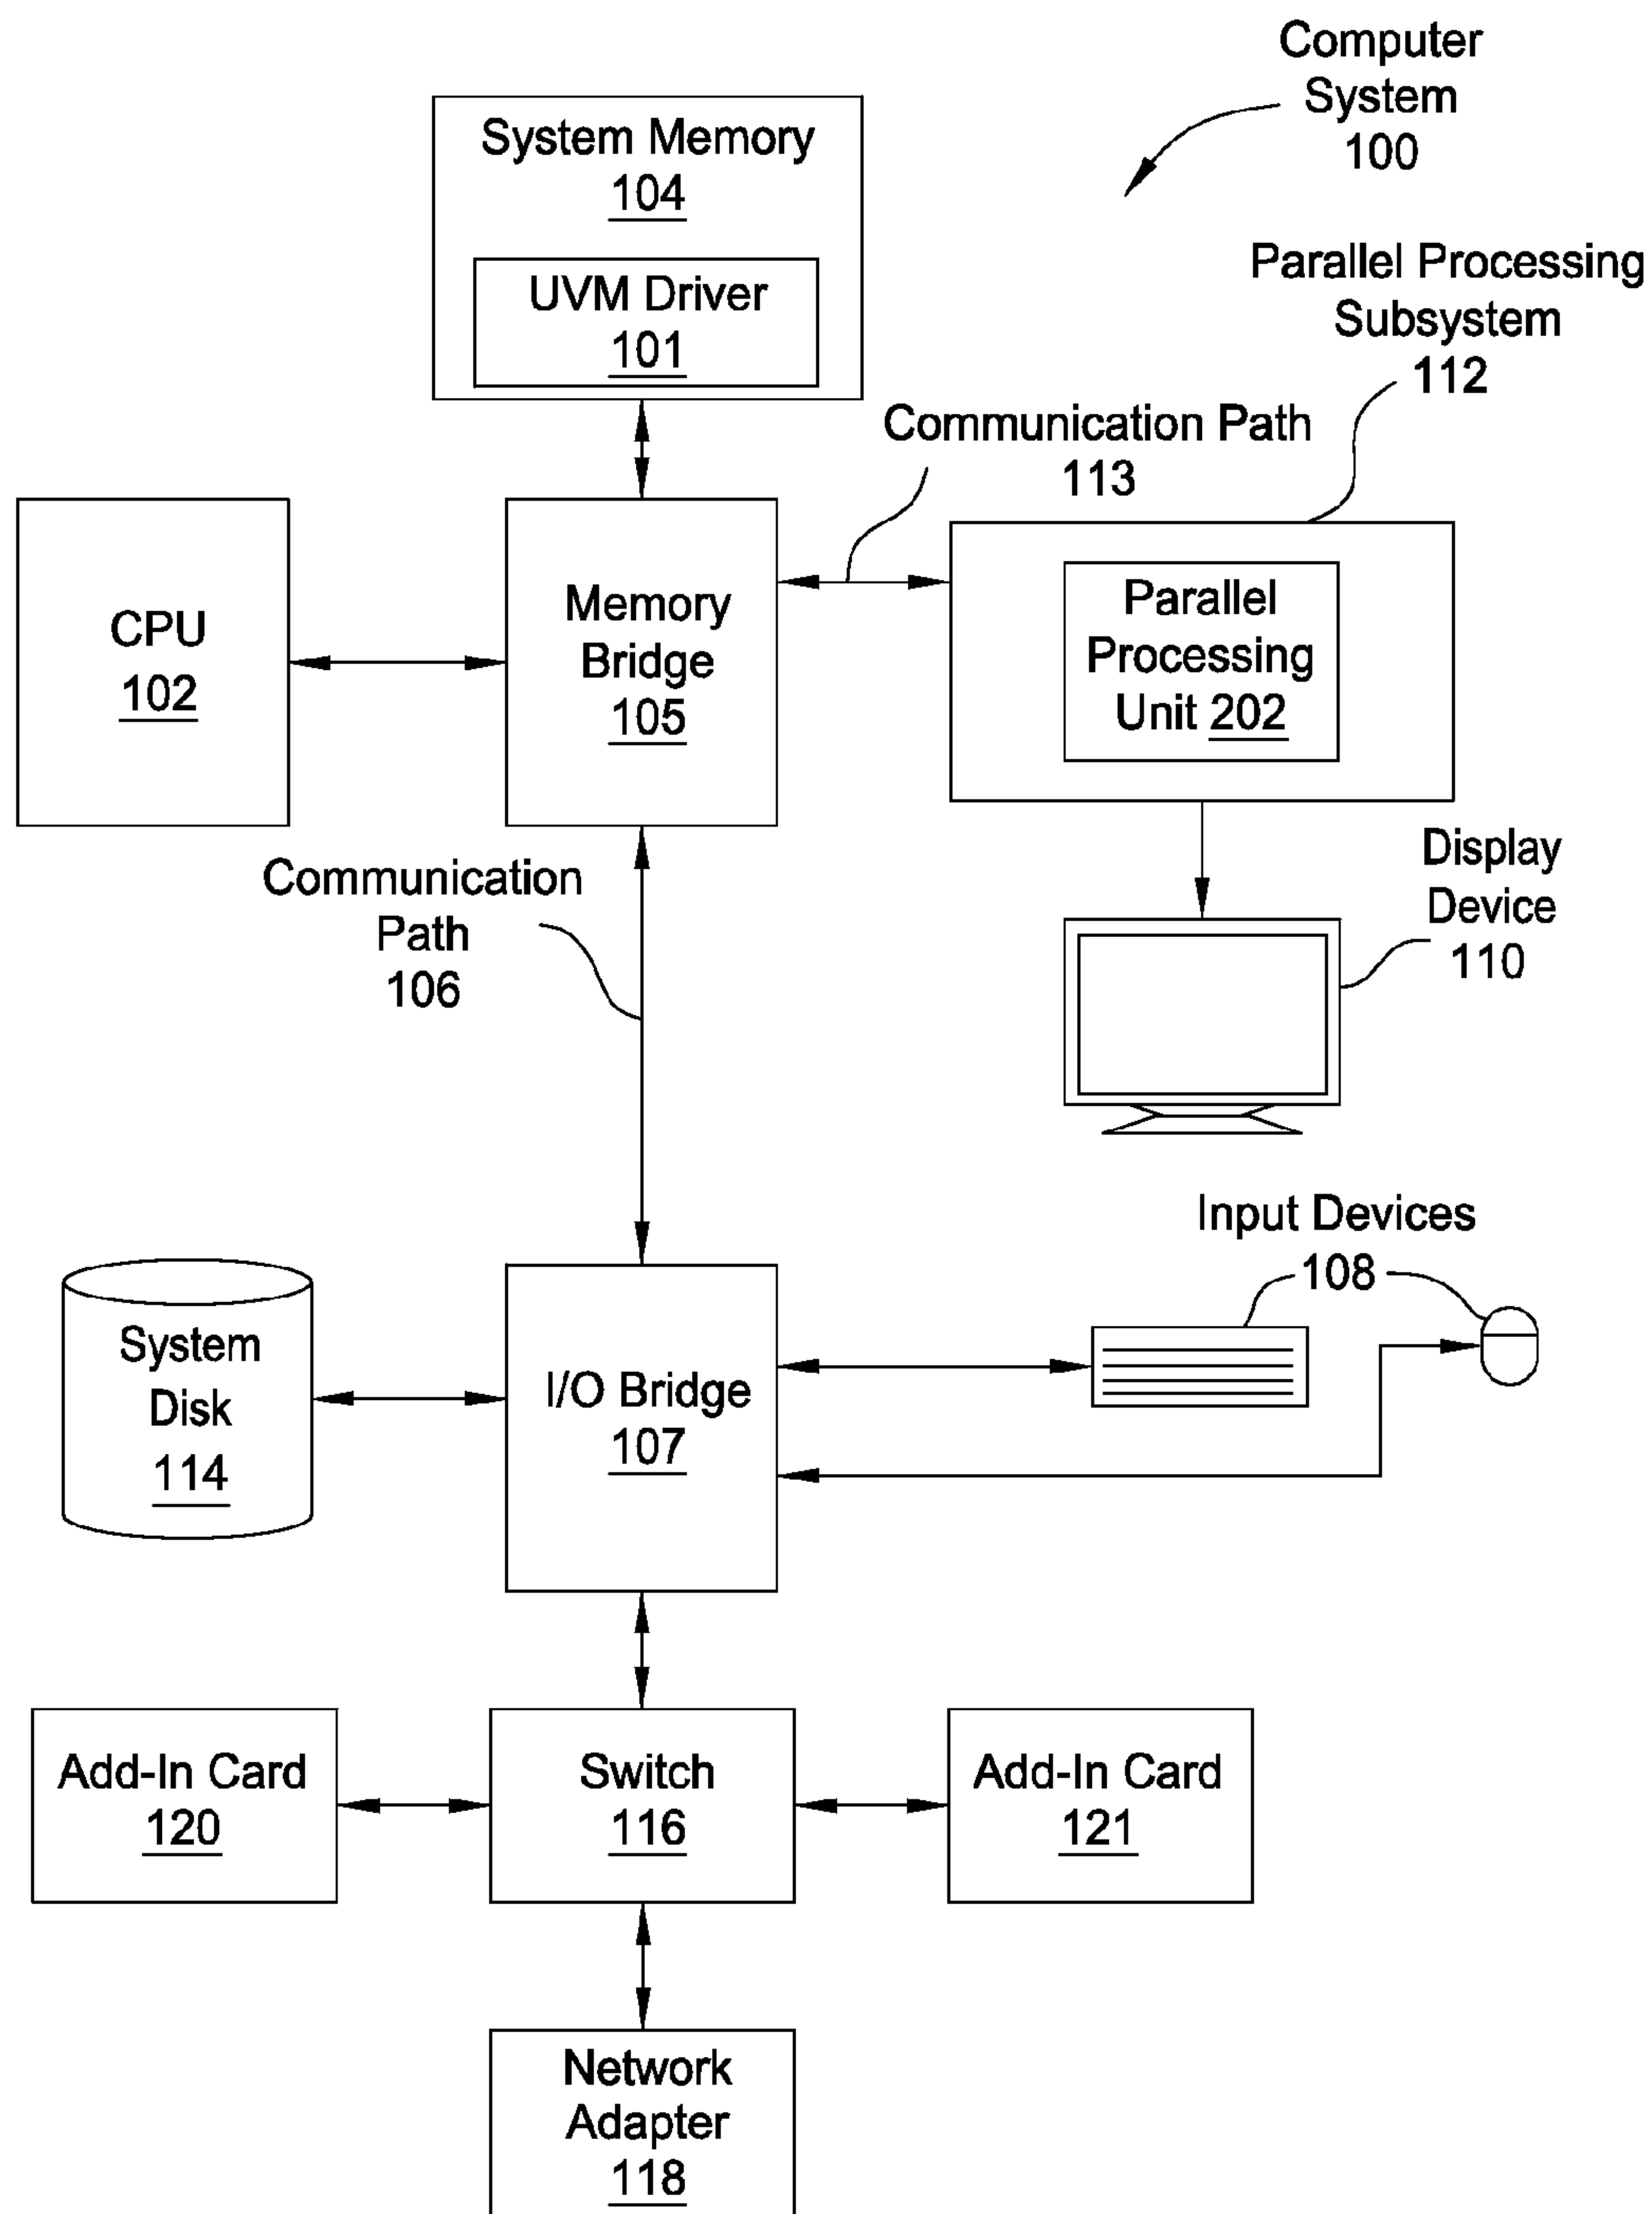 Computer
System
100
System Memory
104
UVM Driver
101
Parallel Processing
Subsystem
112
Communication Path
113
CPU
102
Memory
Bridge
105
Parallel
Processing
Unit 202
Communication
Path
106
Display
Device
110
Input Devices
108
System
Disk
114
I/O Bridge
107
Add-In Card
120
Switch
116
Add-In Card
121
Network
Adapter
118